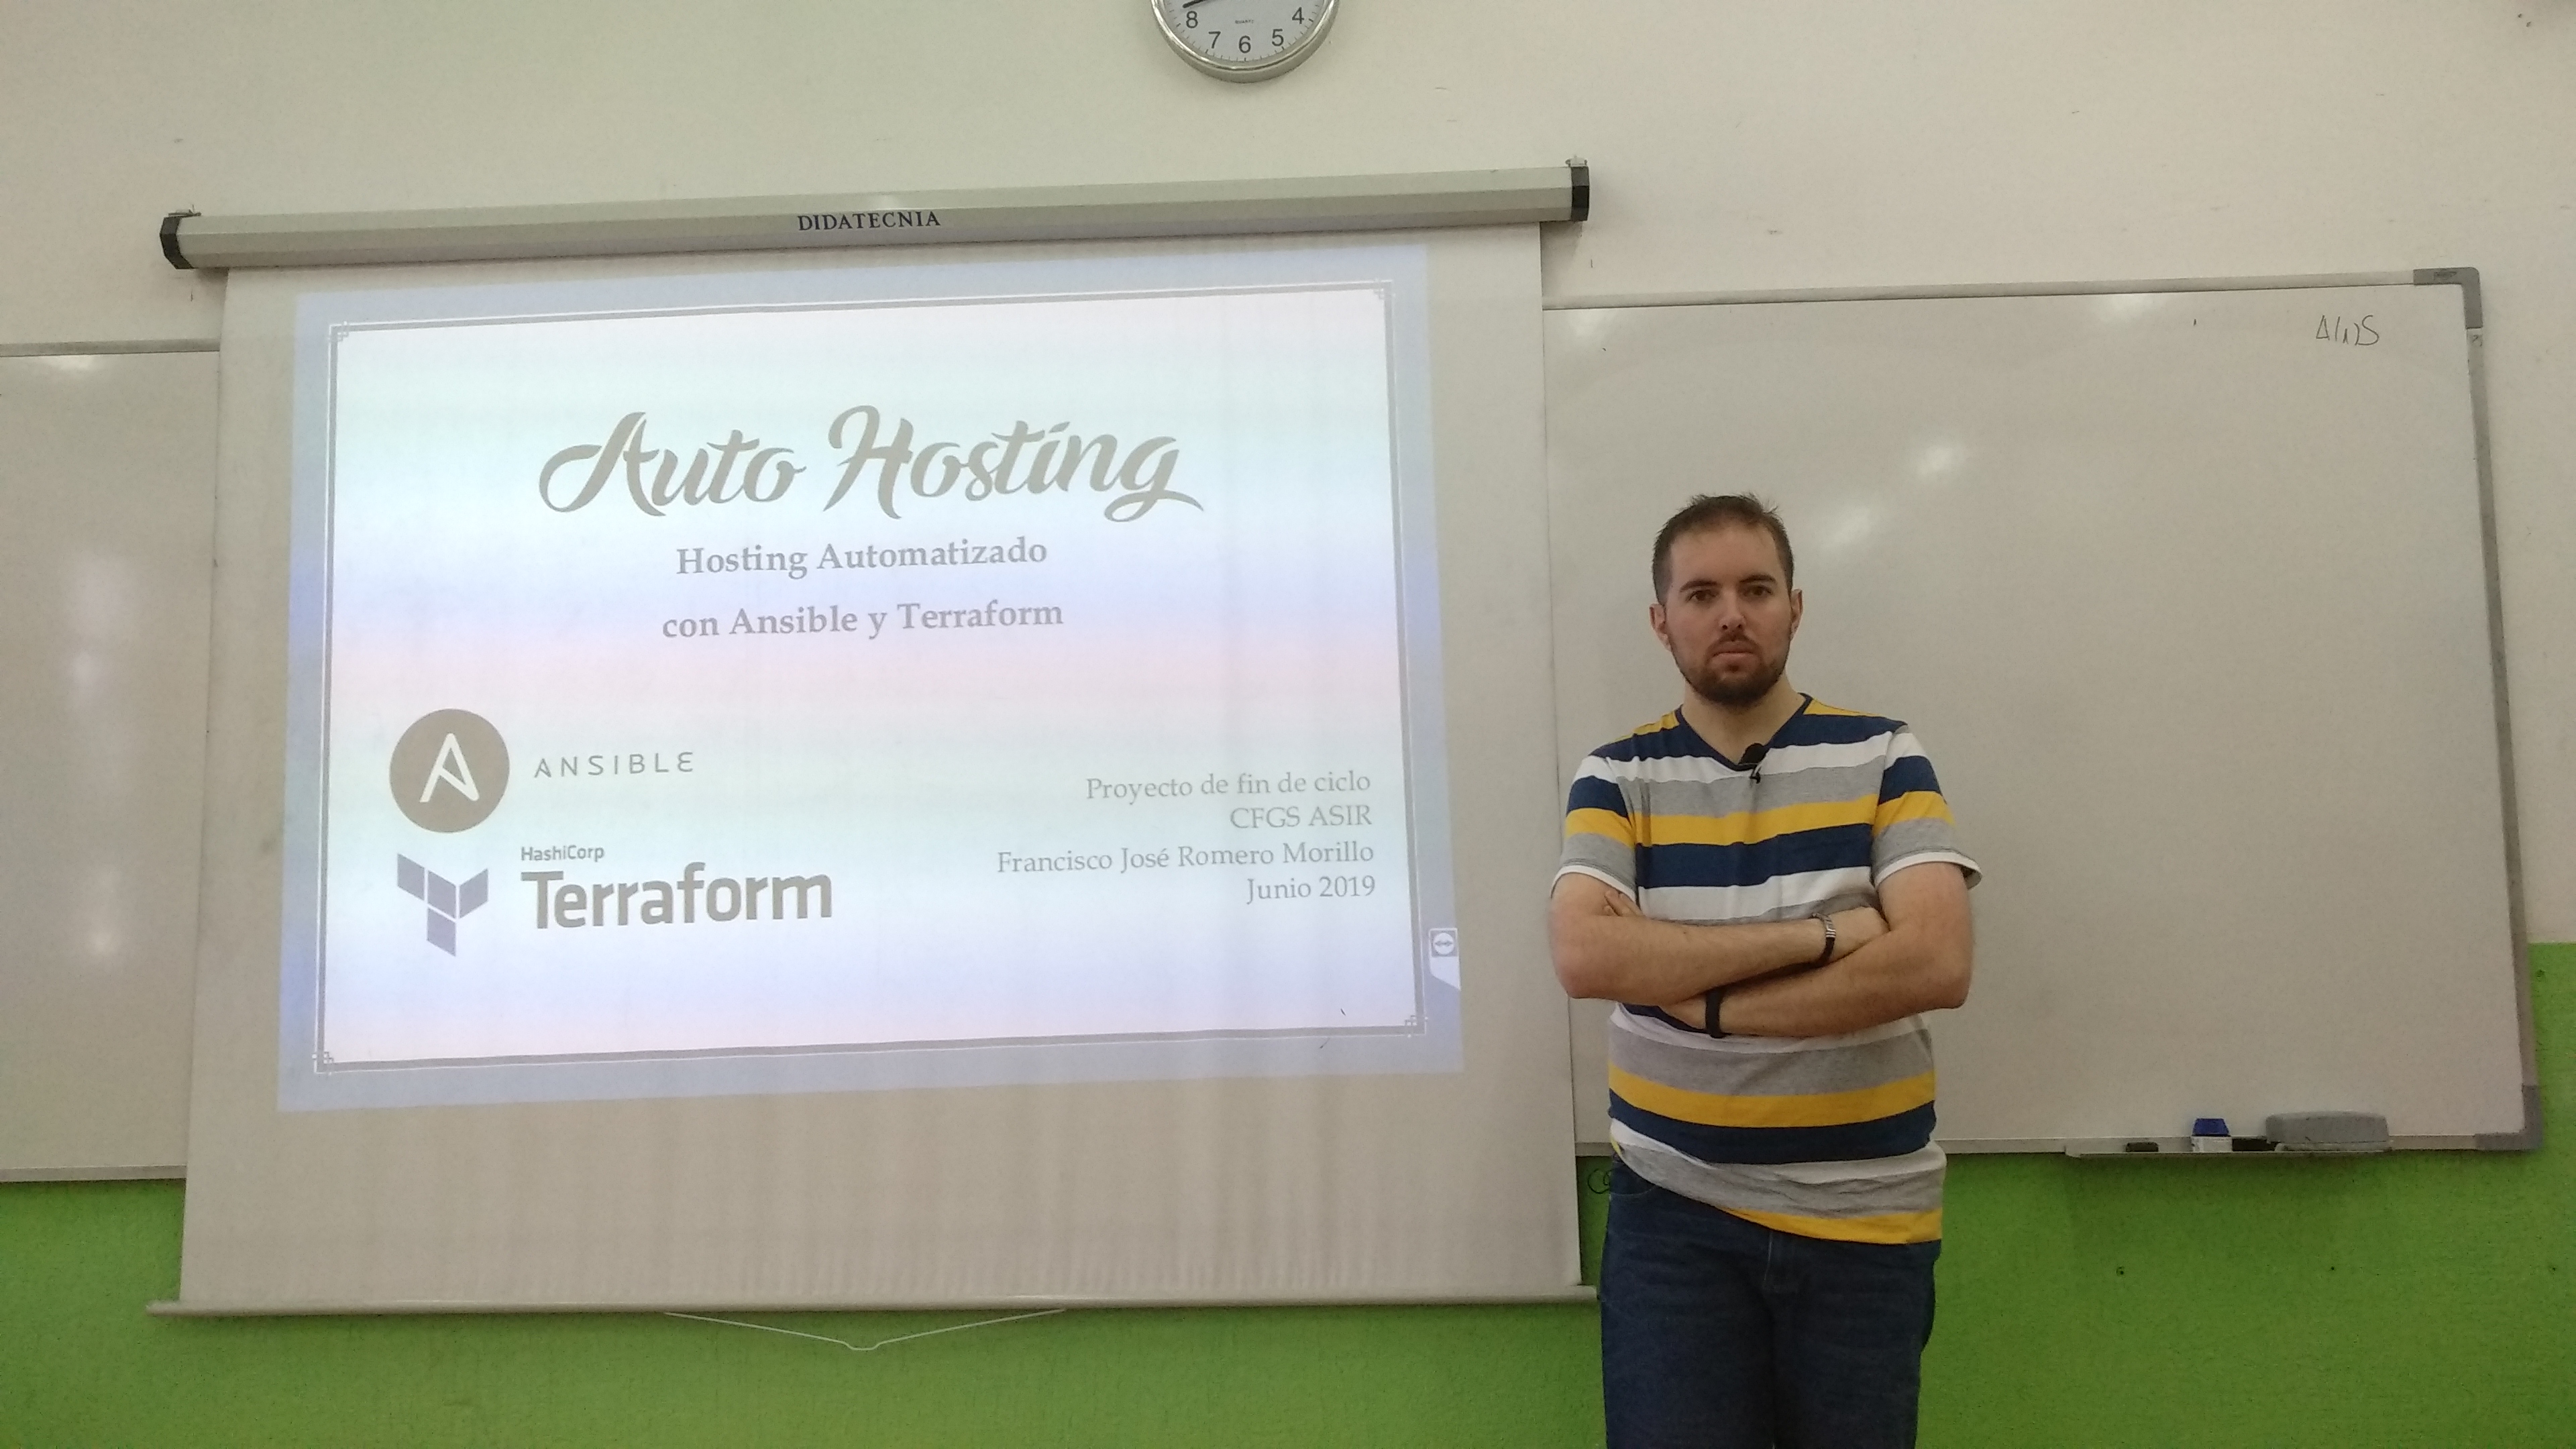 8 7 6 5 4
DIDATECNIA
Auto Hosting
Hosting Automatizado
con Ansible y Terraform
ANSIBLE
HashiCorp
Terraform
Proyecto de fin de ciclo
CFGS ASIR
Francisco José Romero Morillo
Junio 2019